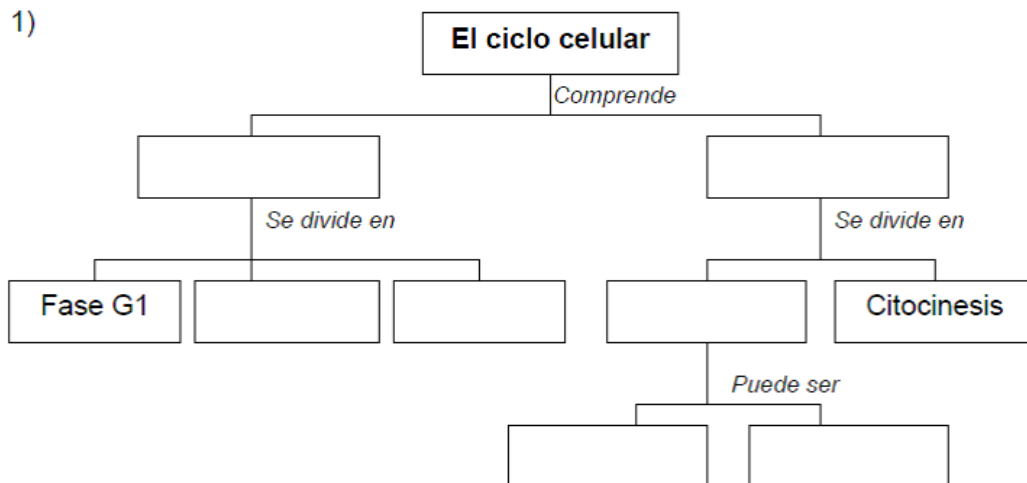 1)
El ciclo celular
Comprende
Se divide en
Se divide en
Fase G1
Citocinesis
Puede ser